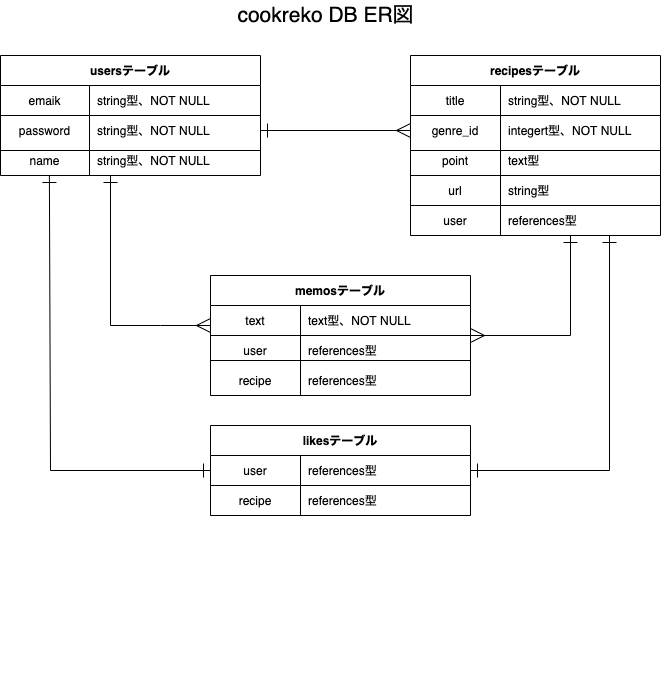 cookreko DB ER図
usersテーブル
emaik string型、NOT NULL
password string型、NOT NULL
name string型、NOT NULL
recipesテーブル
title string型、NOT NULL
genre_id integert型、NOT NULL
point text型
url string型
user references型
memosテーブル
text text型、NOT NULL
user references型
recipe references型
likesテーブル
user references型
recipe references型